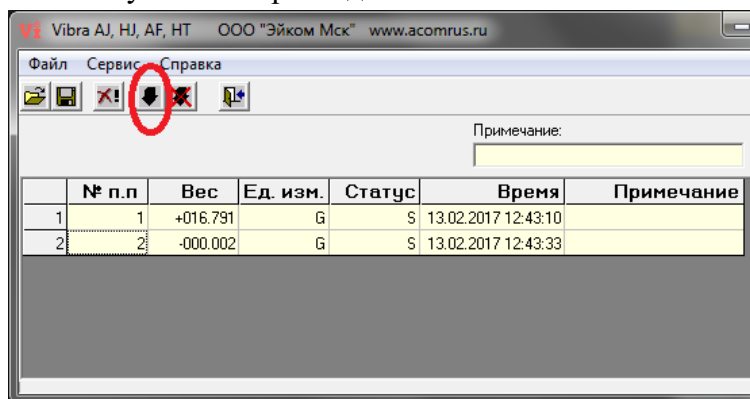 Vibra AJ, HJ, AF, HT ООО "Эйком Мск" www.acomrus.ru
Файл Сервис Справка
Примечание:
№ п.п Вес Ед. изм. Статус Время Примечание
1 1 +016.791 G S 13.02.2017 12:43:10
2 2 -000.002 G S 13.02.2017 12:43:33